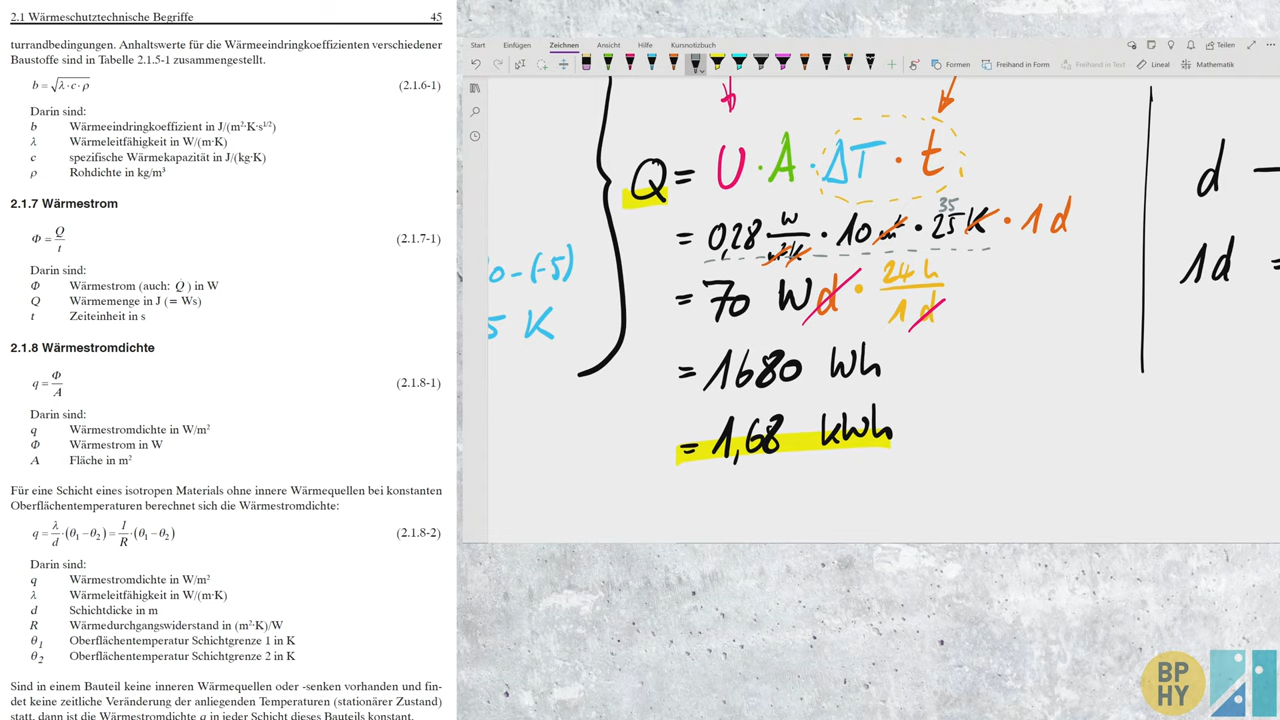 2.1 Wärmeschutztechnische Begriffe 45
turrandbedingungen. Anhaltswerte für die Wärmeeindringkoeffizienten verschiedener
Baustoffe sind in Tabelle 2.1.5-1 zusammengestellt.
b = √λ · c · ρ (2.1.6-1)
Darin sind:
b Wärmeeindringkoeffizient in J/(m²·K·s^1/2)
λ Wärmeleitfähigkeit in W/(m·K)
c spezifische Wärmekapazität in J/(kg·K)
ρ Rohdichte in kg/m³
2.1.7 Wärmestrom
Φ = Q/t (2.1.7-1)
Darin sind:
Φ Wärmestrom (auch: Q̇ ) in W
Q Wärmemenge in J (= Ws)
t Zeiteinheit in s
2.1.8 Wärmestromdichte
q = Φ/A (2.1.8-1)
Darin sind:
q Wärmestromdichte in W/m²
Φ Wärmestrom in W
A Fläche in m²
Für eine Schicht eines isotropen Materials ohne innere Wärmequellen bei konstanten
Oberflächentemperaturen berechnet sich die Wärmestromdichte:
q = λ/d · (θ₁ − θ₂) = 1/R · (θ₁ − θ₂) (2.1.8-2)
Darin sind:
q Wärmestromdichte in W/m²
λ Wärmeleitfähigkeit in W/(m·K)
d Schichtdicke in m
R Wärmedurchgangswiderstand in (m²·K)/W
θ₁ Oberflächentemperatur Schichtgrenze 1 in K
θ₂ Oberflächentemperatur Schichtgrenze 2 in K
Sind in einem Bauteil keine inneren Wärmequellen oder -senken vorhanden und fin-
det keine zeitliche Veränderung der anliegenden Temperaturen (stationärer Zustand)
statt, dann ist die Wärmestromdichte q in jeder Schicht dieses Bauteils konstant.
Start Einfügen Zeichnen Ansicht Hilfe Kursnotizbuch Teilen
Formen Freihand in Form Freihand in Text Lineal Mathematik
Q = U · A · ΔT · t
35
= 0,28 W/m²K · 10 m² · 25 K · 1 d
= 70 Wd · 24 h/1 d
= 1680 Wh
= 1,68 kWh
0-(-5)
5 K
d –
1d =
BP
HY